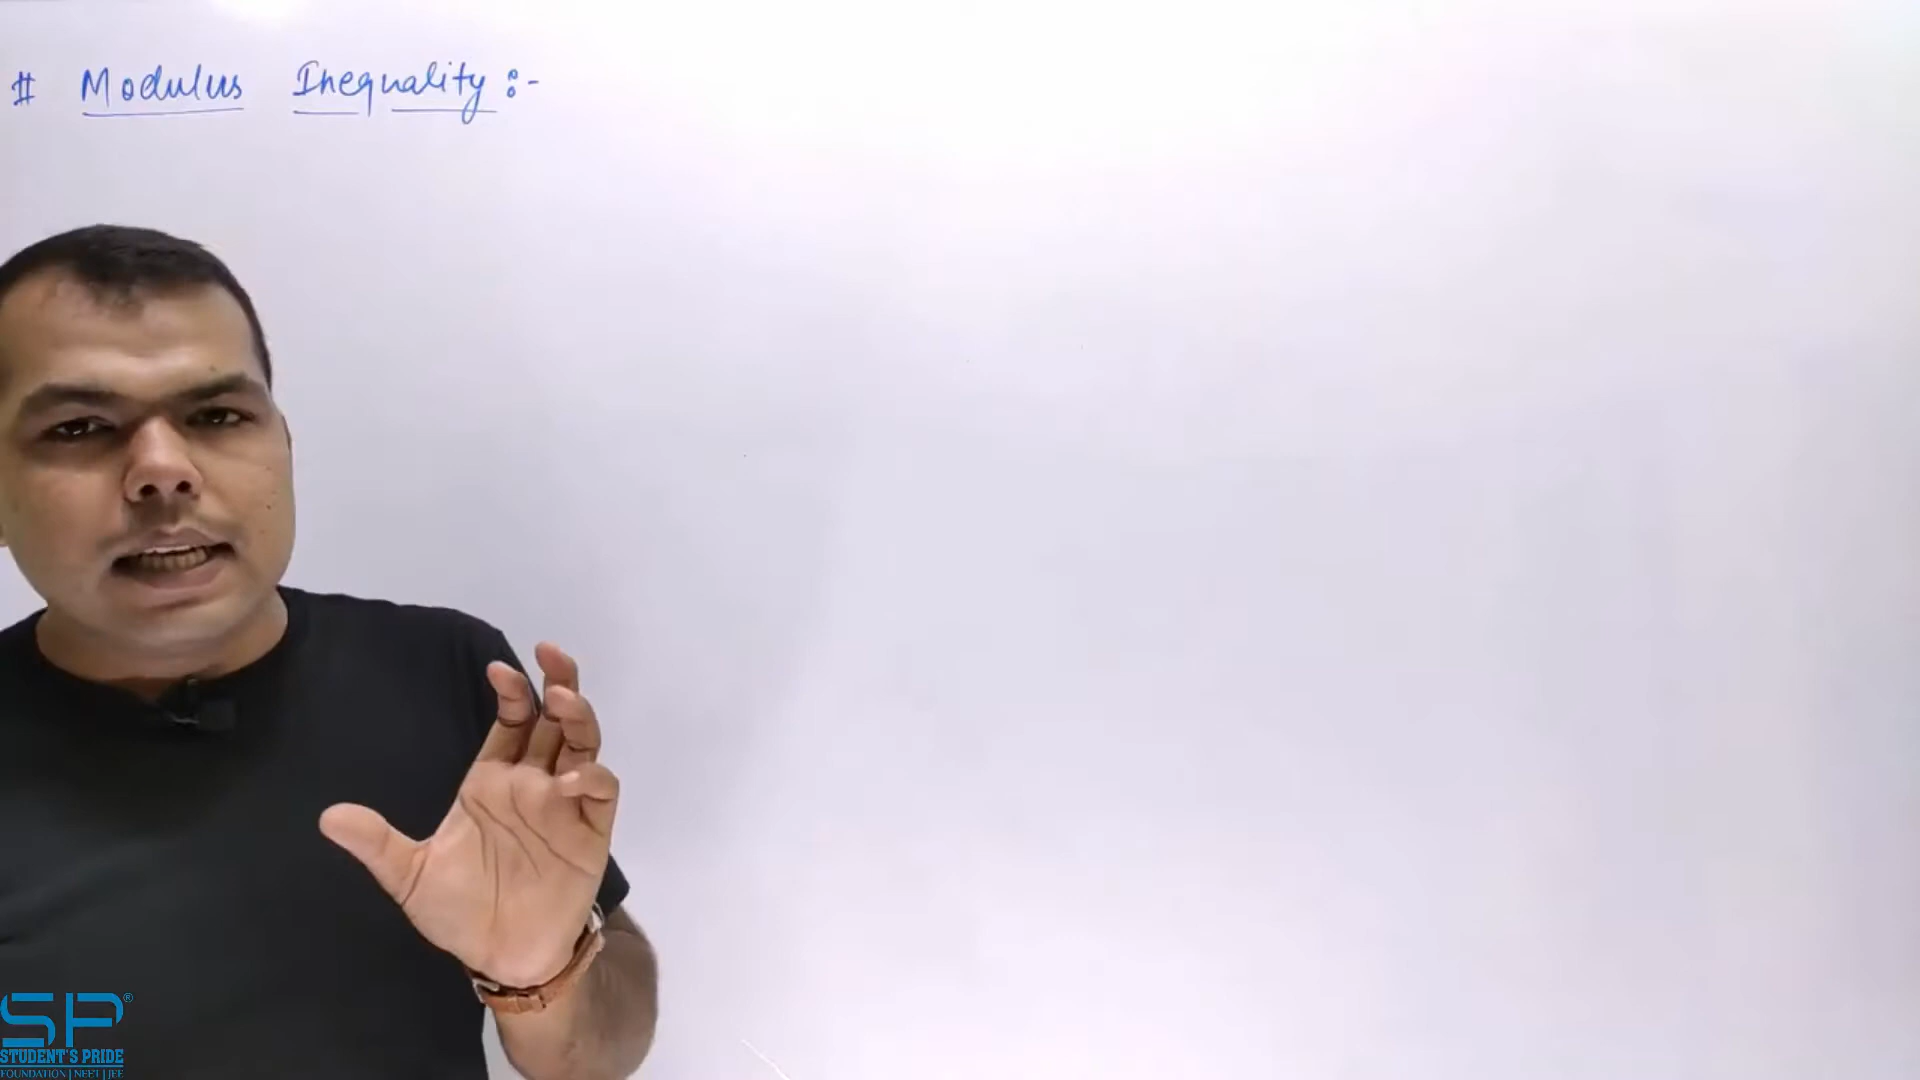 # Modulus Inequality :-
SP®
STUDENT'S PRIDE
FOUNDATION | NEET | JEE